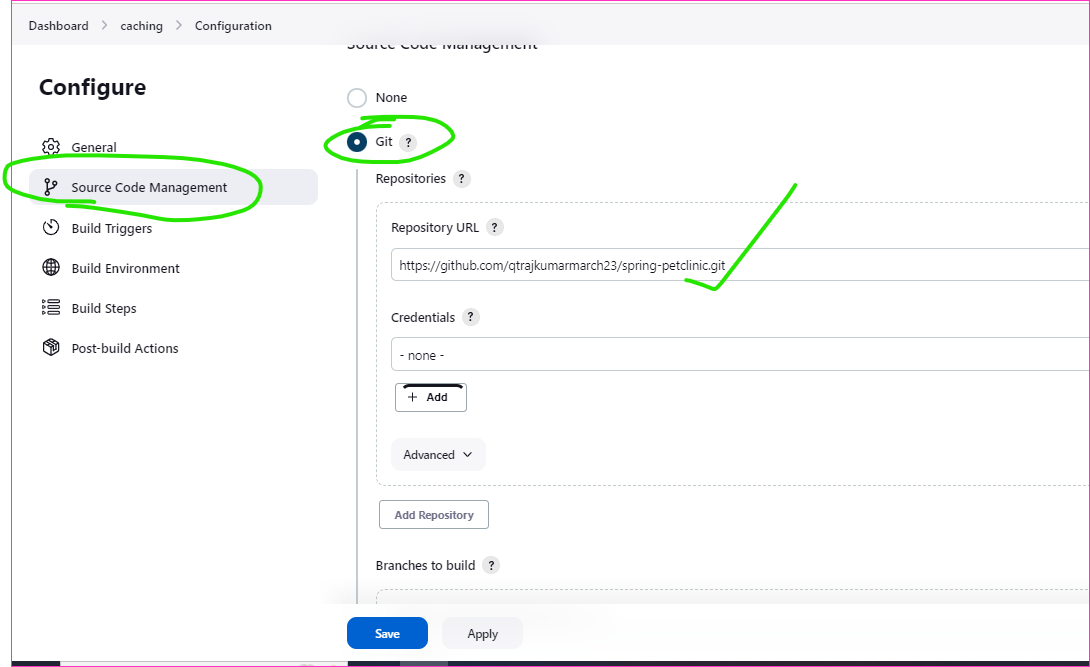 Dashboard > caching > Configuration
Source Code Management
Configure
None
Git ?
General
Source Code Management
Repositories ?
Build Triggers
Repository URL ?
https://github.com/qtrajkumarmarch23/spring-petclinic.git
Build Environment
Build Steps
Credentials ?
Post-build Actions
- none -
+ Add
Advanced
Add Repository
Branches to build ?
Save
Apply